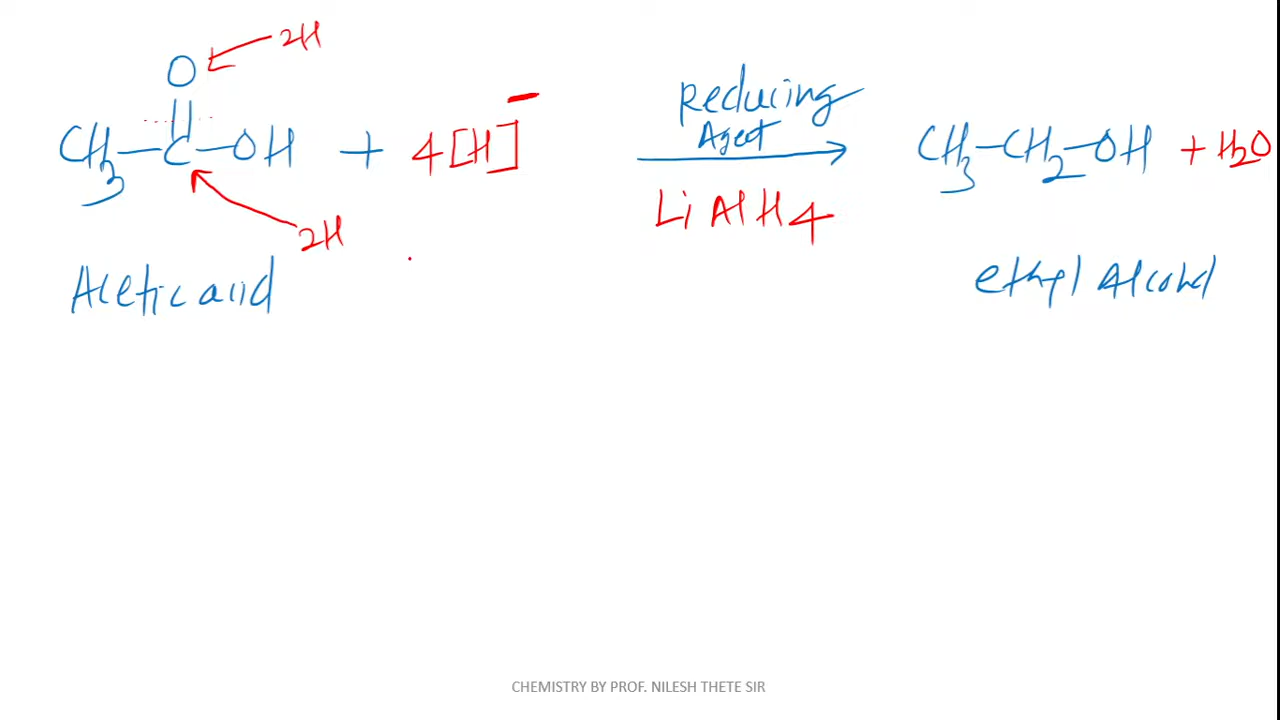 2H
O
||
CH3-C-OH + 4[H]⁻ Reducing Agent LiAlH4 → CH3-CH2-OH + H2O
2H
Acetic acid ethyl Alcohol
CHEMISTRY BY PROF. NILESH THETE SIR